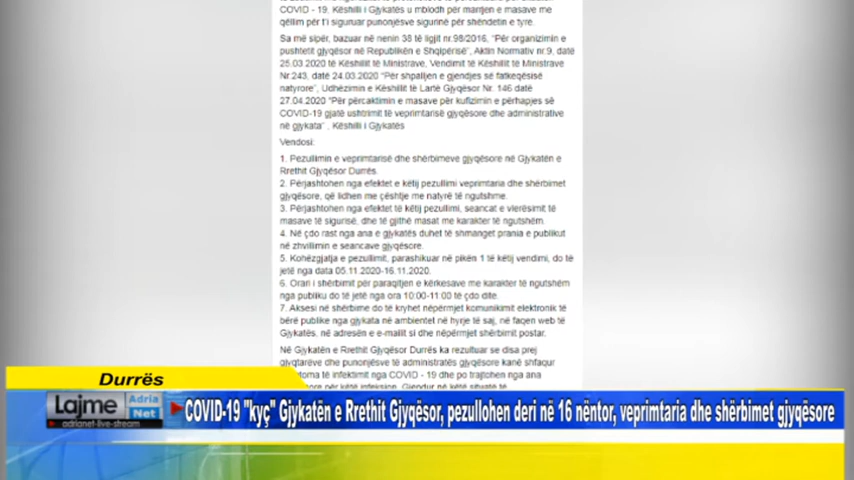 COVID - 19. Këshilli i Gjykatës u mblodh për marrjen e masave me
qëllim për t'i siguruar punonjësve sigurinë për shëndetin e tyre.
Sa më sipër, bazuar në nenin 38 të ligjit nr.98/2016, "Për organizimin e
pushtetit gjyqësor në Republikën e Shqipërisë", Aktin Normativ nr.9, datë
25.03.2020 të Këshillit të Ministrave, Vendimit të Këshillit të Ministrave
Nr.243, datë 24.03.2020 "Për shpalljen e gjendjes së fatkeqësisë
natyrore", Udhëzimin e Këshillit të Lartë Gjyqësor Nr. 146 datë
27.04.2020 "Për përcaktimin e masave për kufizimin e përhapjes së
COVID-19 gjatë ushtrimit të veprimtarisë gjyqësore dhe administrative
në gjykata" , Këshilli i Gjykatës
Vendosi:
1. Pezullimin e veprimtarisë dhe shërbimeve gjyqësore në Gjykatën e
Rrethit Gjyqësor Durrës.
2. Përjashtohen nga efektet e këtij pezullimi veprimtaria dhe shërbimet
gjyqësore, që lidhen me çështje me natyrë të ngutshme.
3. Përjashtohen nga efektet të këtij pezullimi, seancat e vlerësimit të
masave të sigurisë, dhe të gjithë masat me karakter të ngutshëm.
4. Në çdo rast nga ana e gjykatës duhet të shmanget prania e publikut
në zhvillimin e seancave gjyqësore.
5. Kohëzgjatja e pezullimit, parashikuar në pikën 1 të këtij vendimi, do të
jetë nga data 05.11.2020-16.11.2020.
6. Orari i shërbimit për paraqitjen e kërkesave me karakter të ngutshëm
nga publiku do të jetë nga ora 10:00-11:00 të çdo dite.
7. Aksesi në shërbime do të kryhet nëpërmjet komunikimit elektronik të
bërë publike nga gjykata në ambientet në hyrje të saj, në faqen web të
Gjykatës, në adresën e e-mailit si dhe nëpërmjet shërbimit postar.
Në Gjykatën e Rrethit Gjyqësor Durrës ka rezultuar se disa prej
gjyqtarëve dhe punonjësve të administratës gjyqësore kanë shfaqur
të infektimit nga COVID - 19 dhe po trajtohen nga ana
për këtë infeksion. Gjendur në këtë situatë të
Durrës
Lajme Adria Net
adrianet-live-stream
COVID-19 "kyç" Gjykatën e Rrethit Gjyqësor, pezullohen deri në 16 nëntor, veprimtaria dhe shërbimet gjyqësore